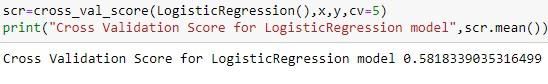 scr=cross_val_score(LogisticRegression(),x,y,cv=5)
print("Cross Validation Score for LogisticRegression model",scr.mean())
Cross Validation Score for LogisticRegression model 0.5818339035316499